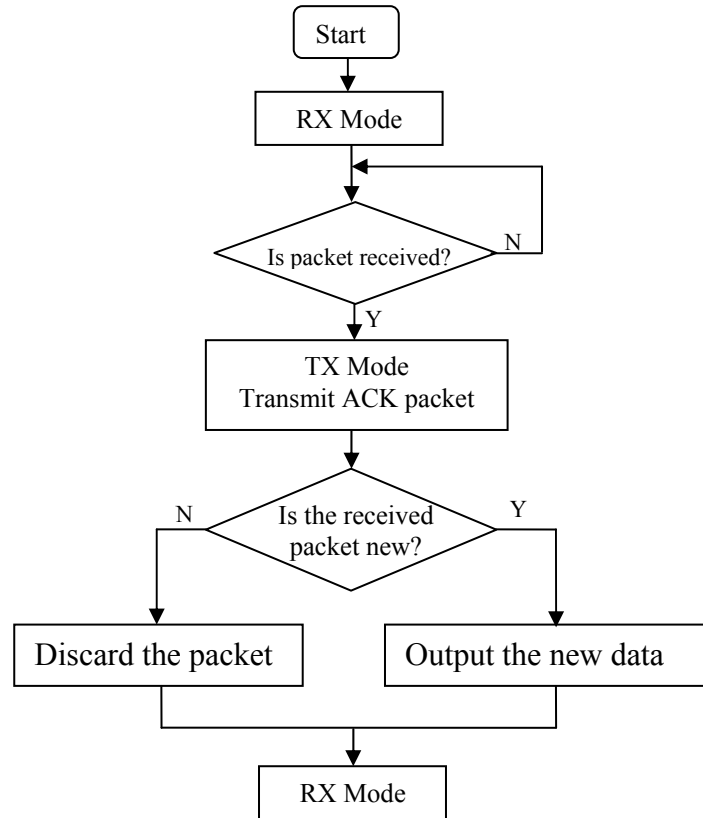 Start
RX Mode
Is packet received?
N
Y
TX Mode
Transmit ACK packet
N
Is the received
packet new?
Y
Discard the packet
Output the new data
RX Mode